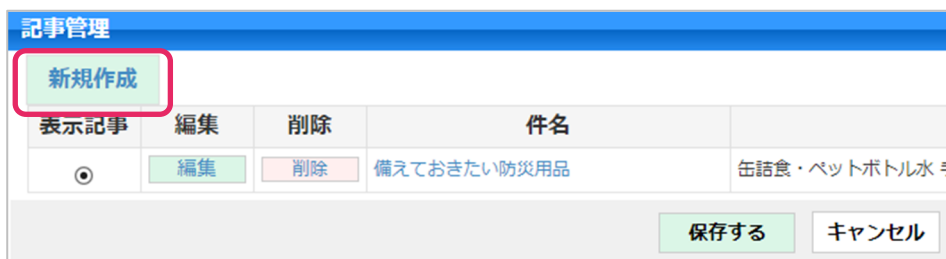 記事管理
新規作成
表示記事 編集 削除 件名
編集 削除 備えておきたい防災用品 缶詰食・ペットボトル水
保存する キャンセル